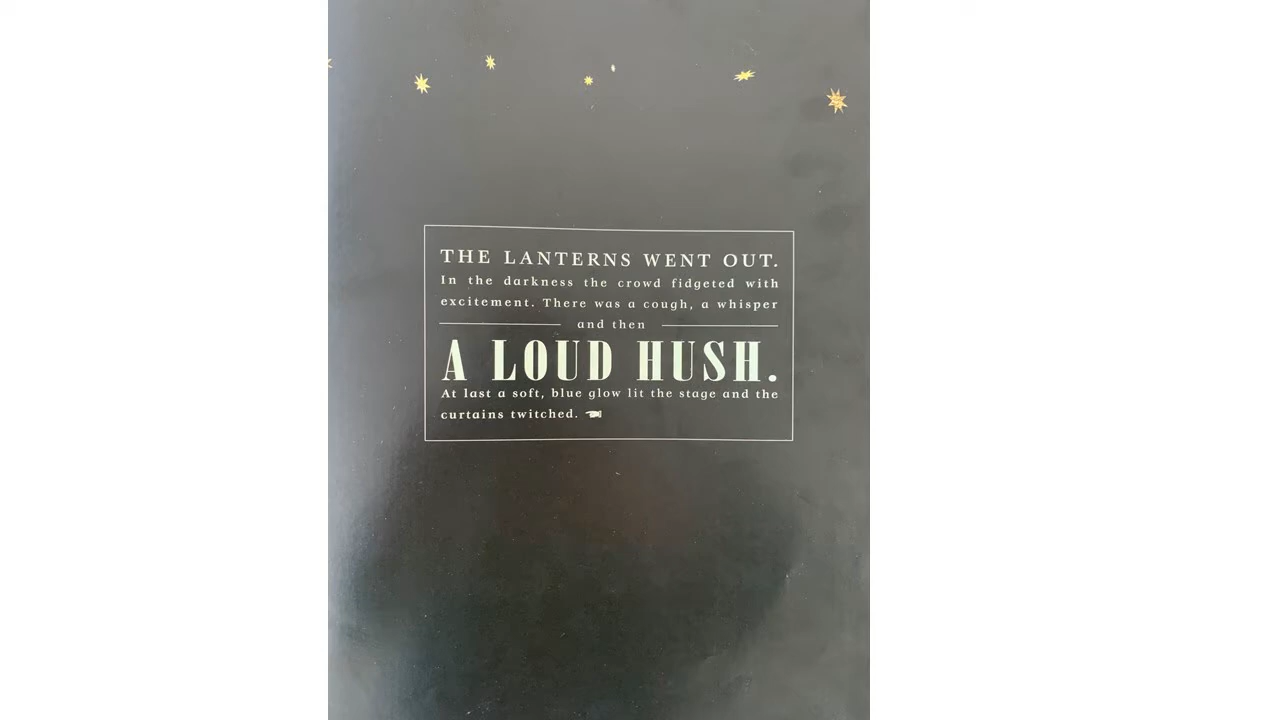 THE LANTERNS WENT OUT.
In the darkness the crowd fidgeted with
excitement. There was a cough, a whisper
and then
A LOUD HUSH.
At last a soft, blue glow lit the stage and the
curtains twitched.